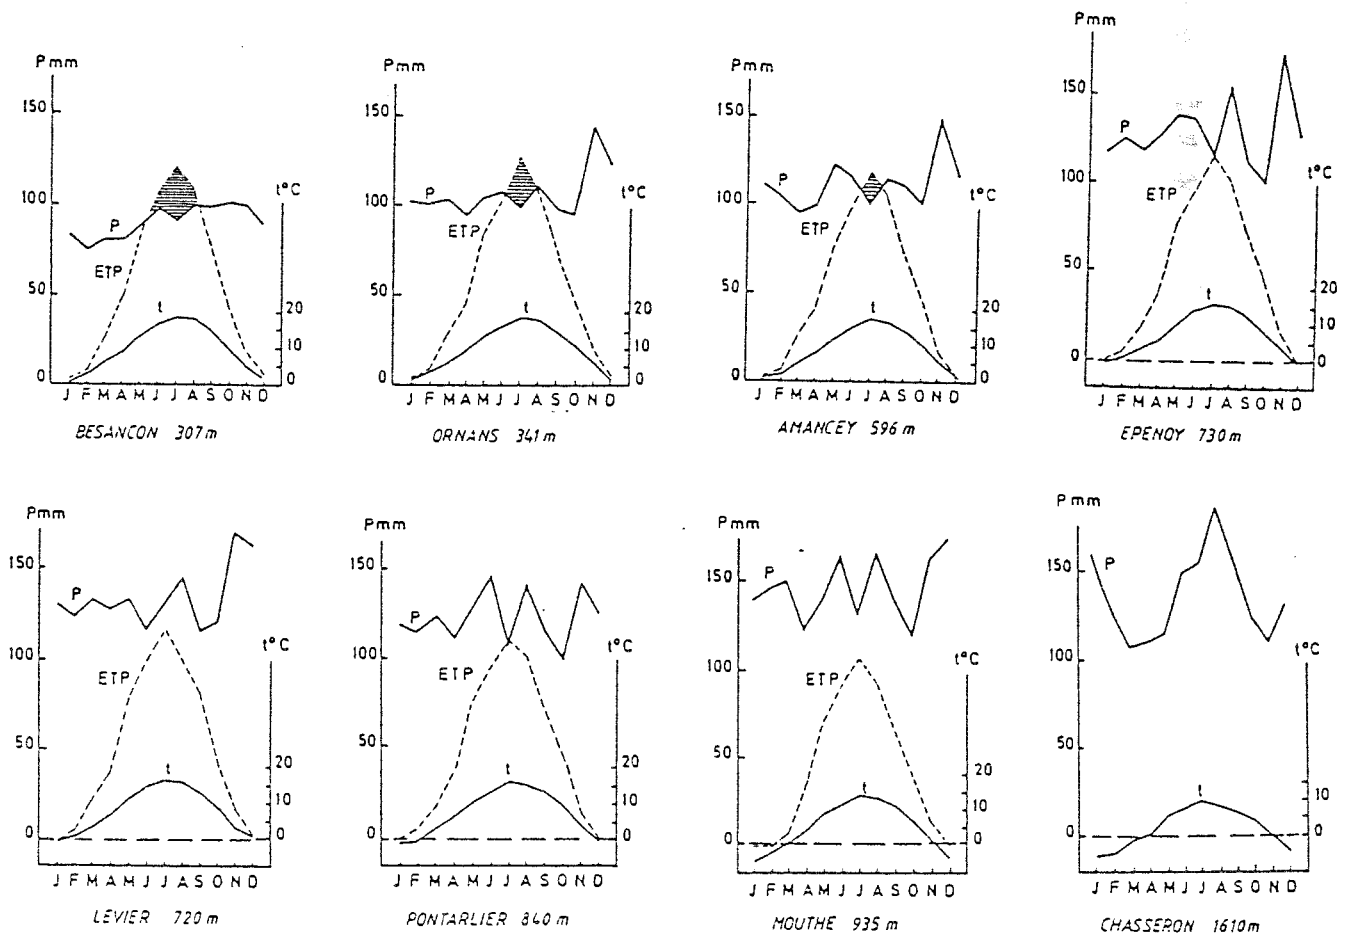 Pmm
150
100
50
0
P
ETP
t
t°C
20
10
0
J F M A M J J A S O N D
BESANCON 307m
Pmm
150
100
50
0
P
ETP
t
t°C
20
10
0
J F M A M J J A S O N D
ORNANS 341m
Pmm
150
100
50
0
P
ETP
t
t°C
20
10
0
J F M A M J J A S O N D
AMANCEY 596m
Pmm
150
100
50
0
P
ETP
t
t°C
20
10
0
J F M A M J J A S O N D
EPENOY 730m
Pmm
150
100
50
0
P
ETP
t
t°C
20
10
0
J F M A M J J A S O N D
LEVIER 720m
Pmm
150
100
50
0
P
ETP
t
t°C
20
10
0
J F M A M J J A S O N D
PONTARLIER 840m
Pmm
150
100
50
0
P
ETP
t
t°C
20
10
0
J F M A M J J A S O N D
MOUTHE 935m
Pmm
150
100
50
0
P
t
t°C
10
0
J F M A M J J A S O N D
CHASSERON 1610m